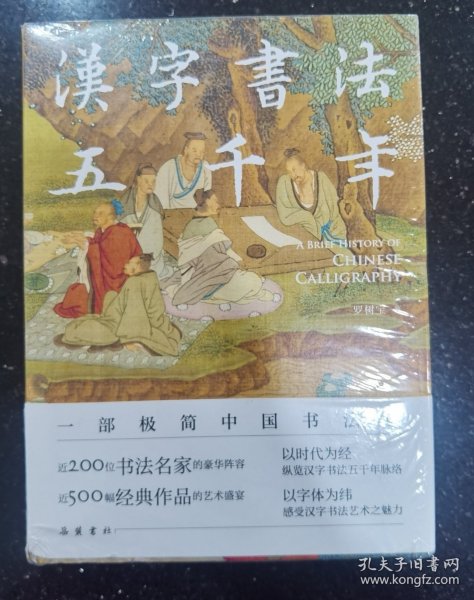 漢字書法
五千年
A BRIEF HISTORY OF
CHINESE
CALLIGRAPHY
罗树宝
一部极简中国书法
近200位书法名家的豪华阵容
近500幅经典作品的艺术盛宴
以时代为经
纵览汉字书法五千年脉络
以字体为纬
感受汉字书法艺术之魅力
岳麓書社
孔夫子旧书网
www.kongfz.com